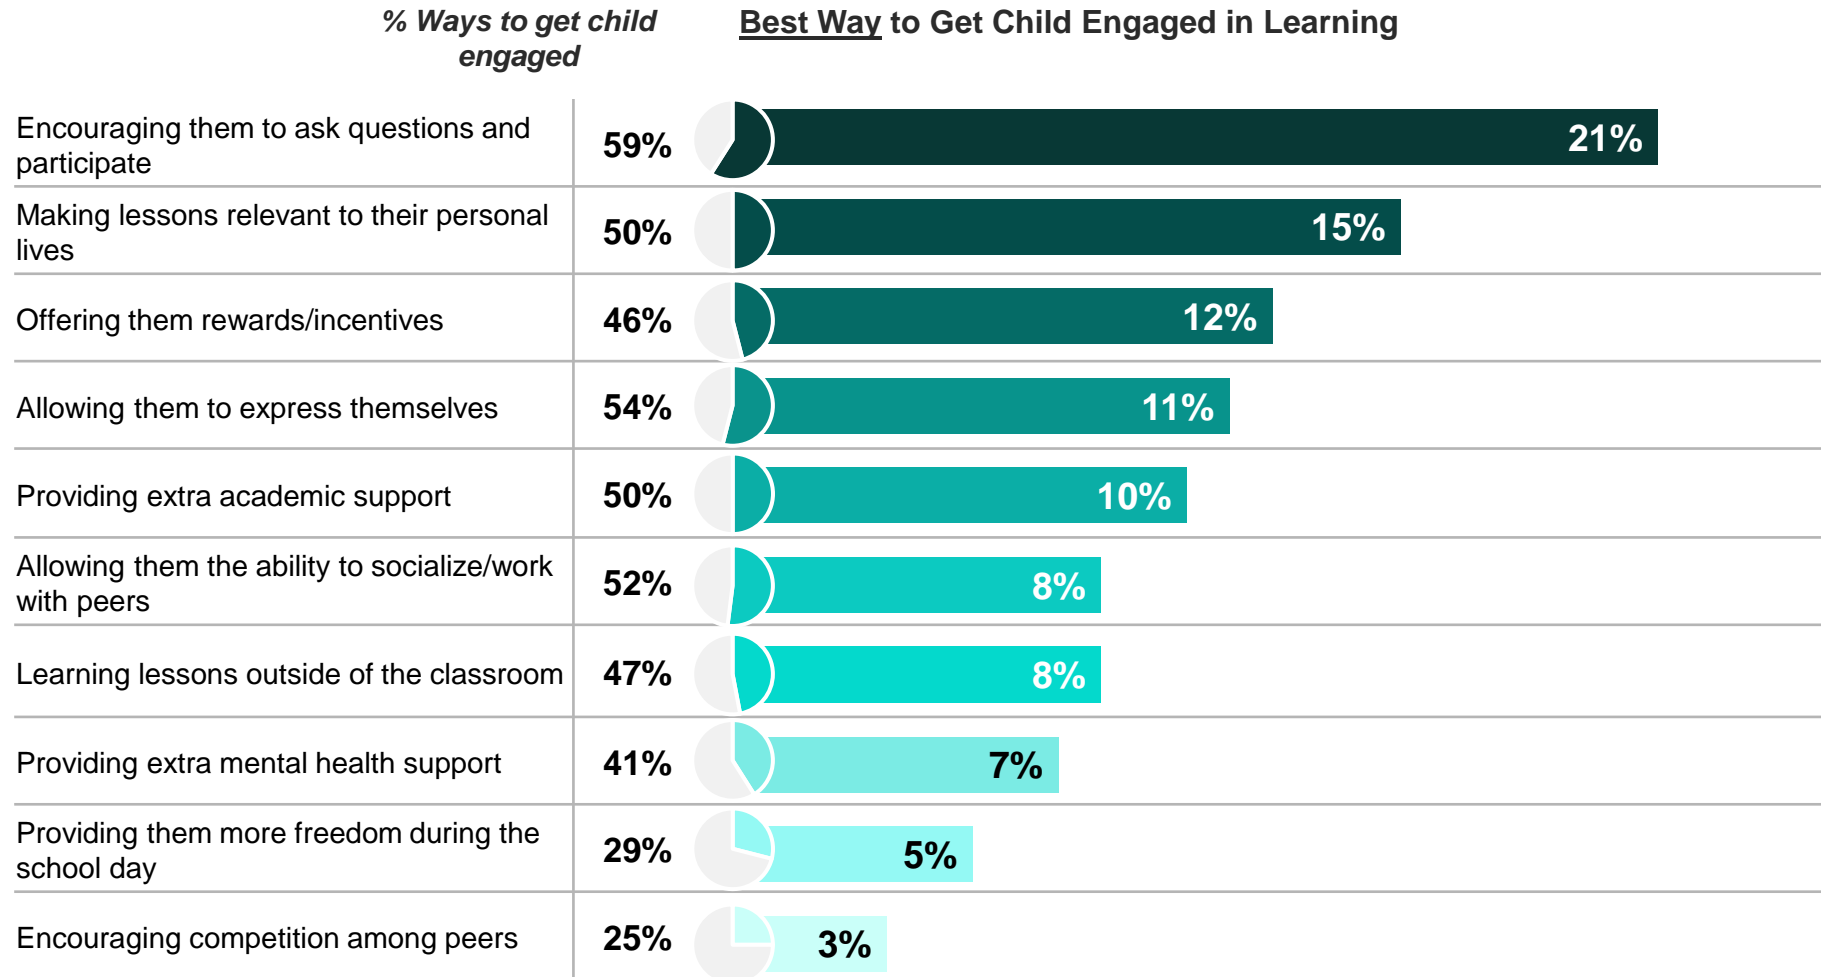 % Ways to get child
engaged
Best Way to Get Child Engaged in Learning
Encouraging them to ask questions and
participate
59%
21%
Making lessons relevant to their personal
lives
50%
15%
Offering them rewards/incentives
46%
12%
Allowing them to express themselves
54%
11%
Providing extra academic support
50%
10%
Allowing them the ability to socialize/work
with peers
52%
8%
Learning lessons outside of the classroom
47%
8%
Providing extra mental health support
41%
7%
Providing them more freedom during the
school day
29%
5%
Encouraging competition among peers
25%
3%